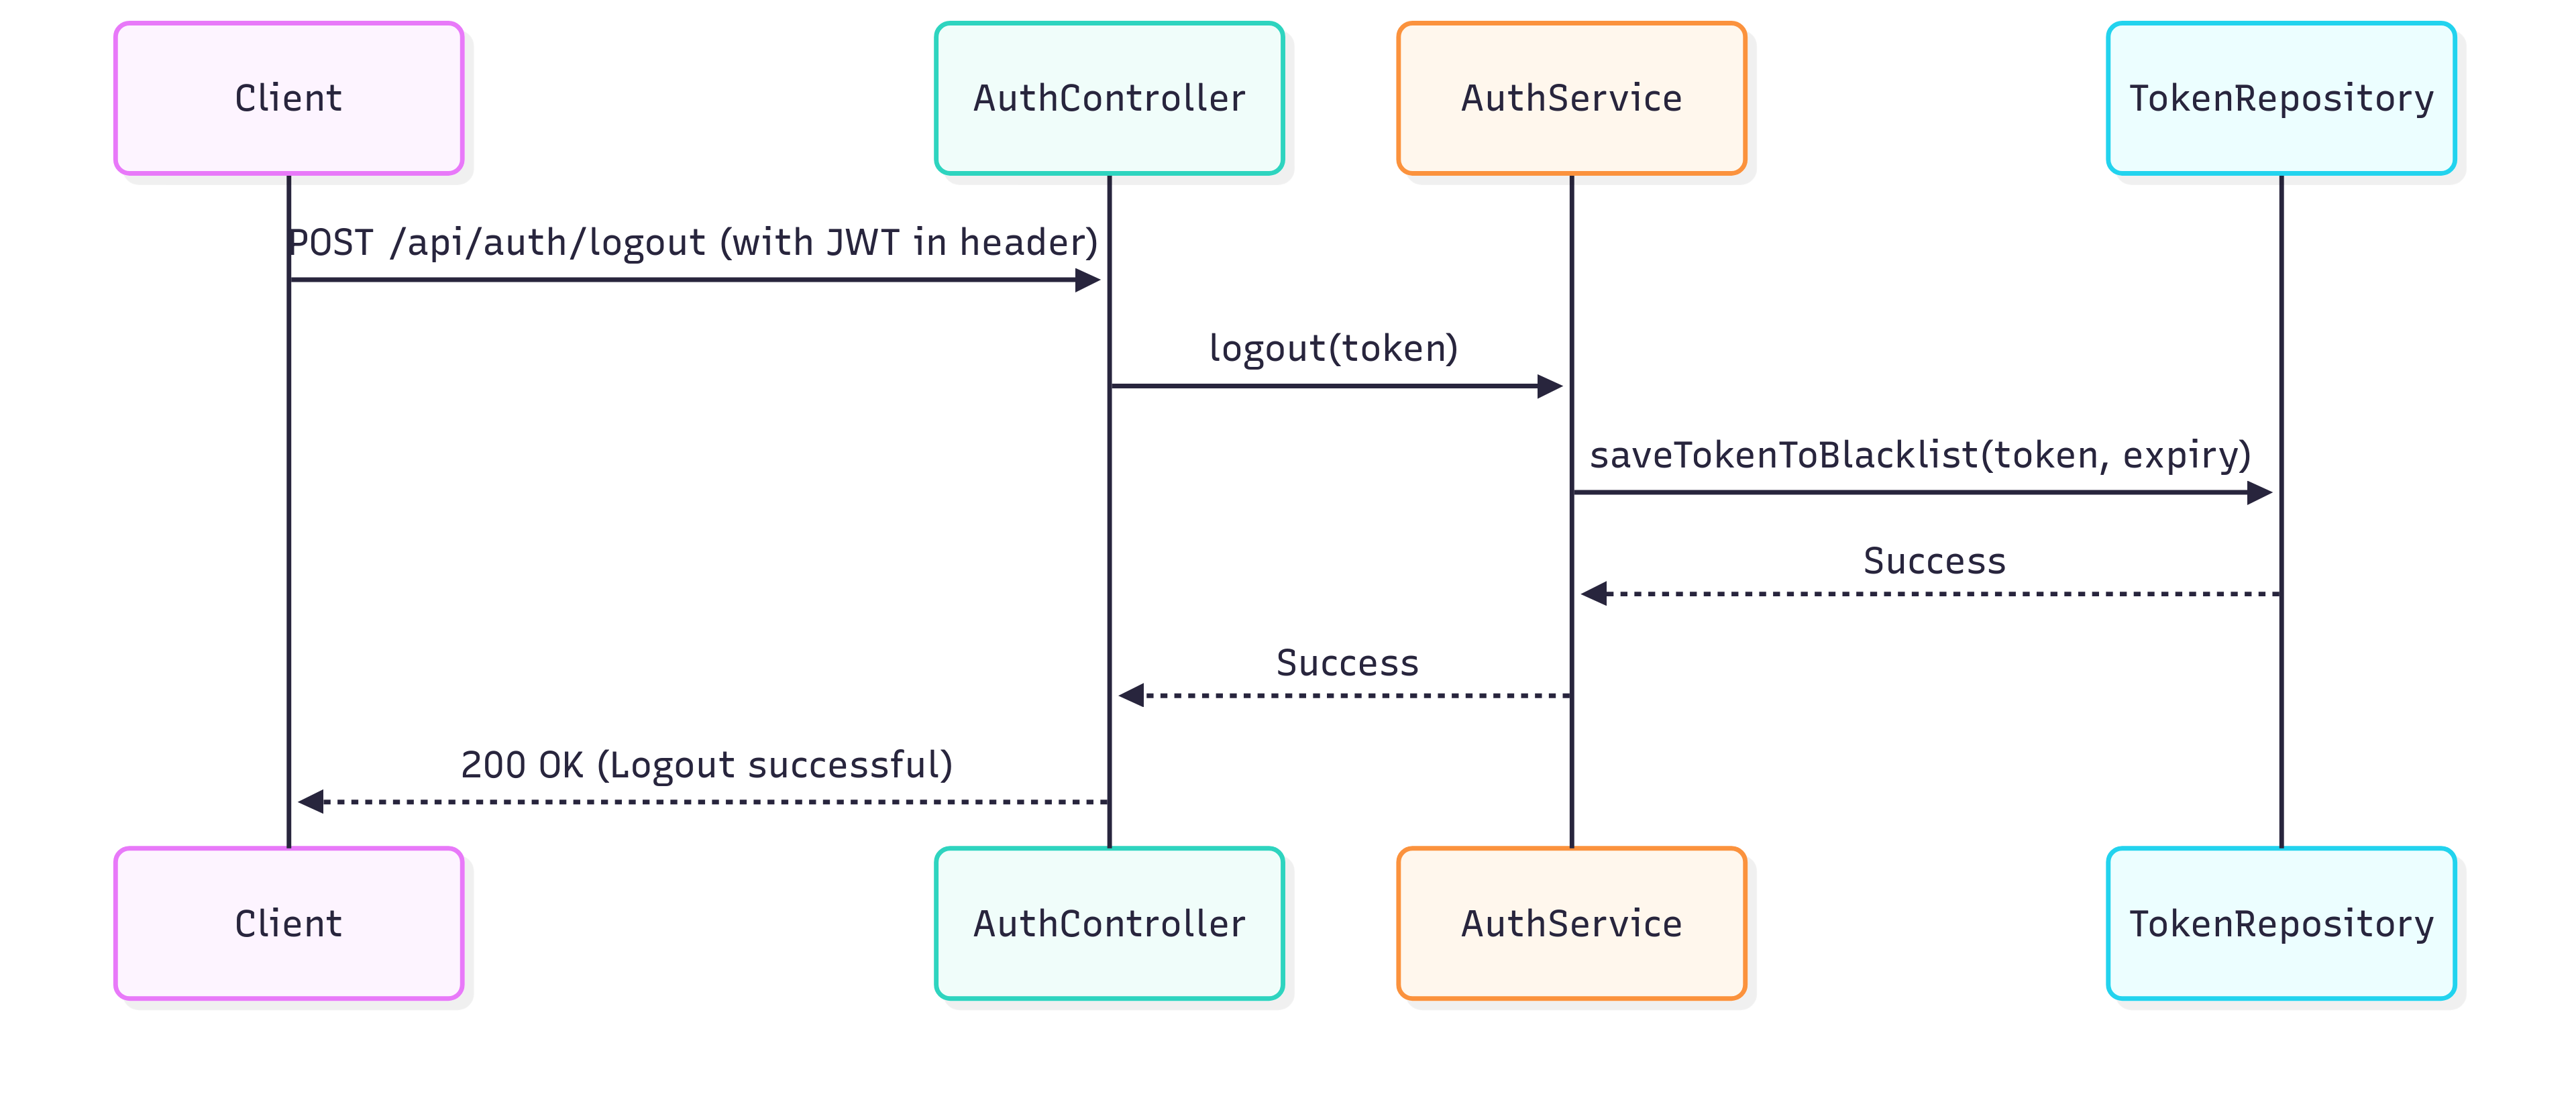 Client
AuthController
AuthService
TokenRepository
POST /api/auth/logout (with JWT in header)
logout(token)
saveTokenToBlacklist(token, expiry)
Success
Success
200 OK (Logout successful)
Client
AuthController
AuthService
TokenRepository